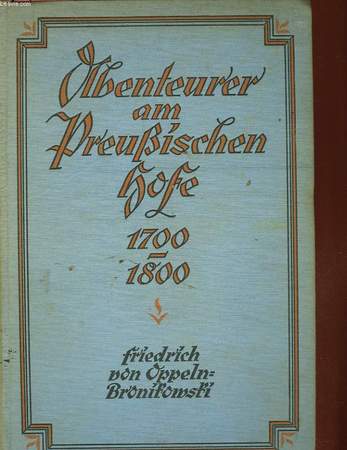 Abenteurer
am
Preußischen
Hofe
1700
–
1800
Friedrich
von Oppeln=
Bronikowski